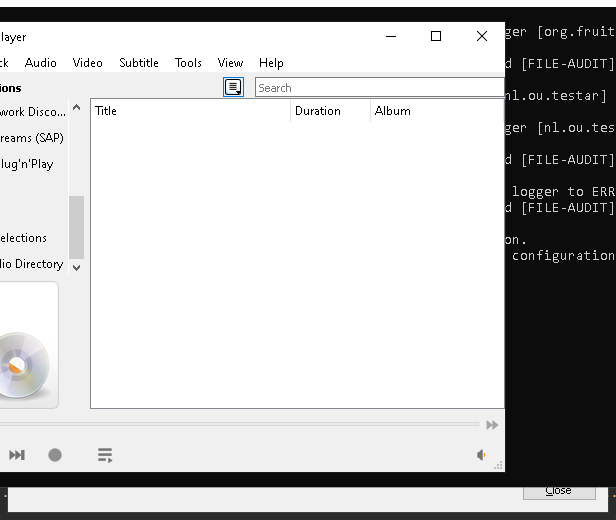 layer
ck Audio Video Subtitle Tools View Help
ions
Search
work Disco...
reams (SAP)
lug'n'Play
elections
io Directory
Title Duration Album
ger [org.fruit
d [FILE-AUDIT]
nl.ou.testar]
ger [nl.ou.tes
d [FILE-AUDIT]
logger to ERR
d [FILE-AUDIT]
on.
configuration
Close